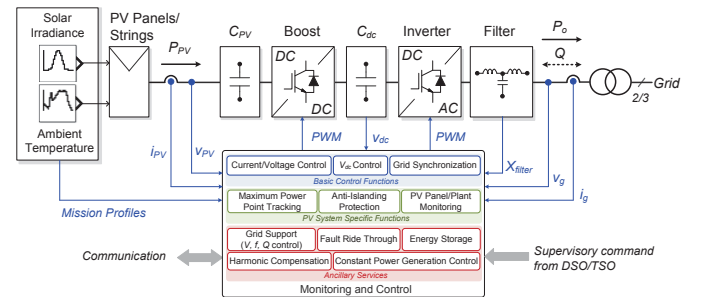 Solar
Irradiance
Ambient
Temperature
PV Panels/
Strings
P_PV
C_PV
Boost
DC
DC
C_dc
Inverter
DC
AC
Filter
P_o
Q
Grid
2/3
i_PV
v_PV
PWM
v_dc
PWM
X_filter
v_g
i_g
Current/Voltage Control
V_dc Control
Grid Synchronization
Basic Control Functions
Maximum Power
Point Tracking
Anti-Islanding
Protection
PV Panel/Plant
Monitoring
PV System Specific Functions
Mission Profiles
Grid Support
(V, f, Q control)
Fault Ride Through
Energy Storage
Harmonic Compensation
Constant Power Generation Control
Ancillary Services
Communication
Supervisory command
from DSO/TSO
Monitoring and Control